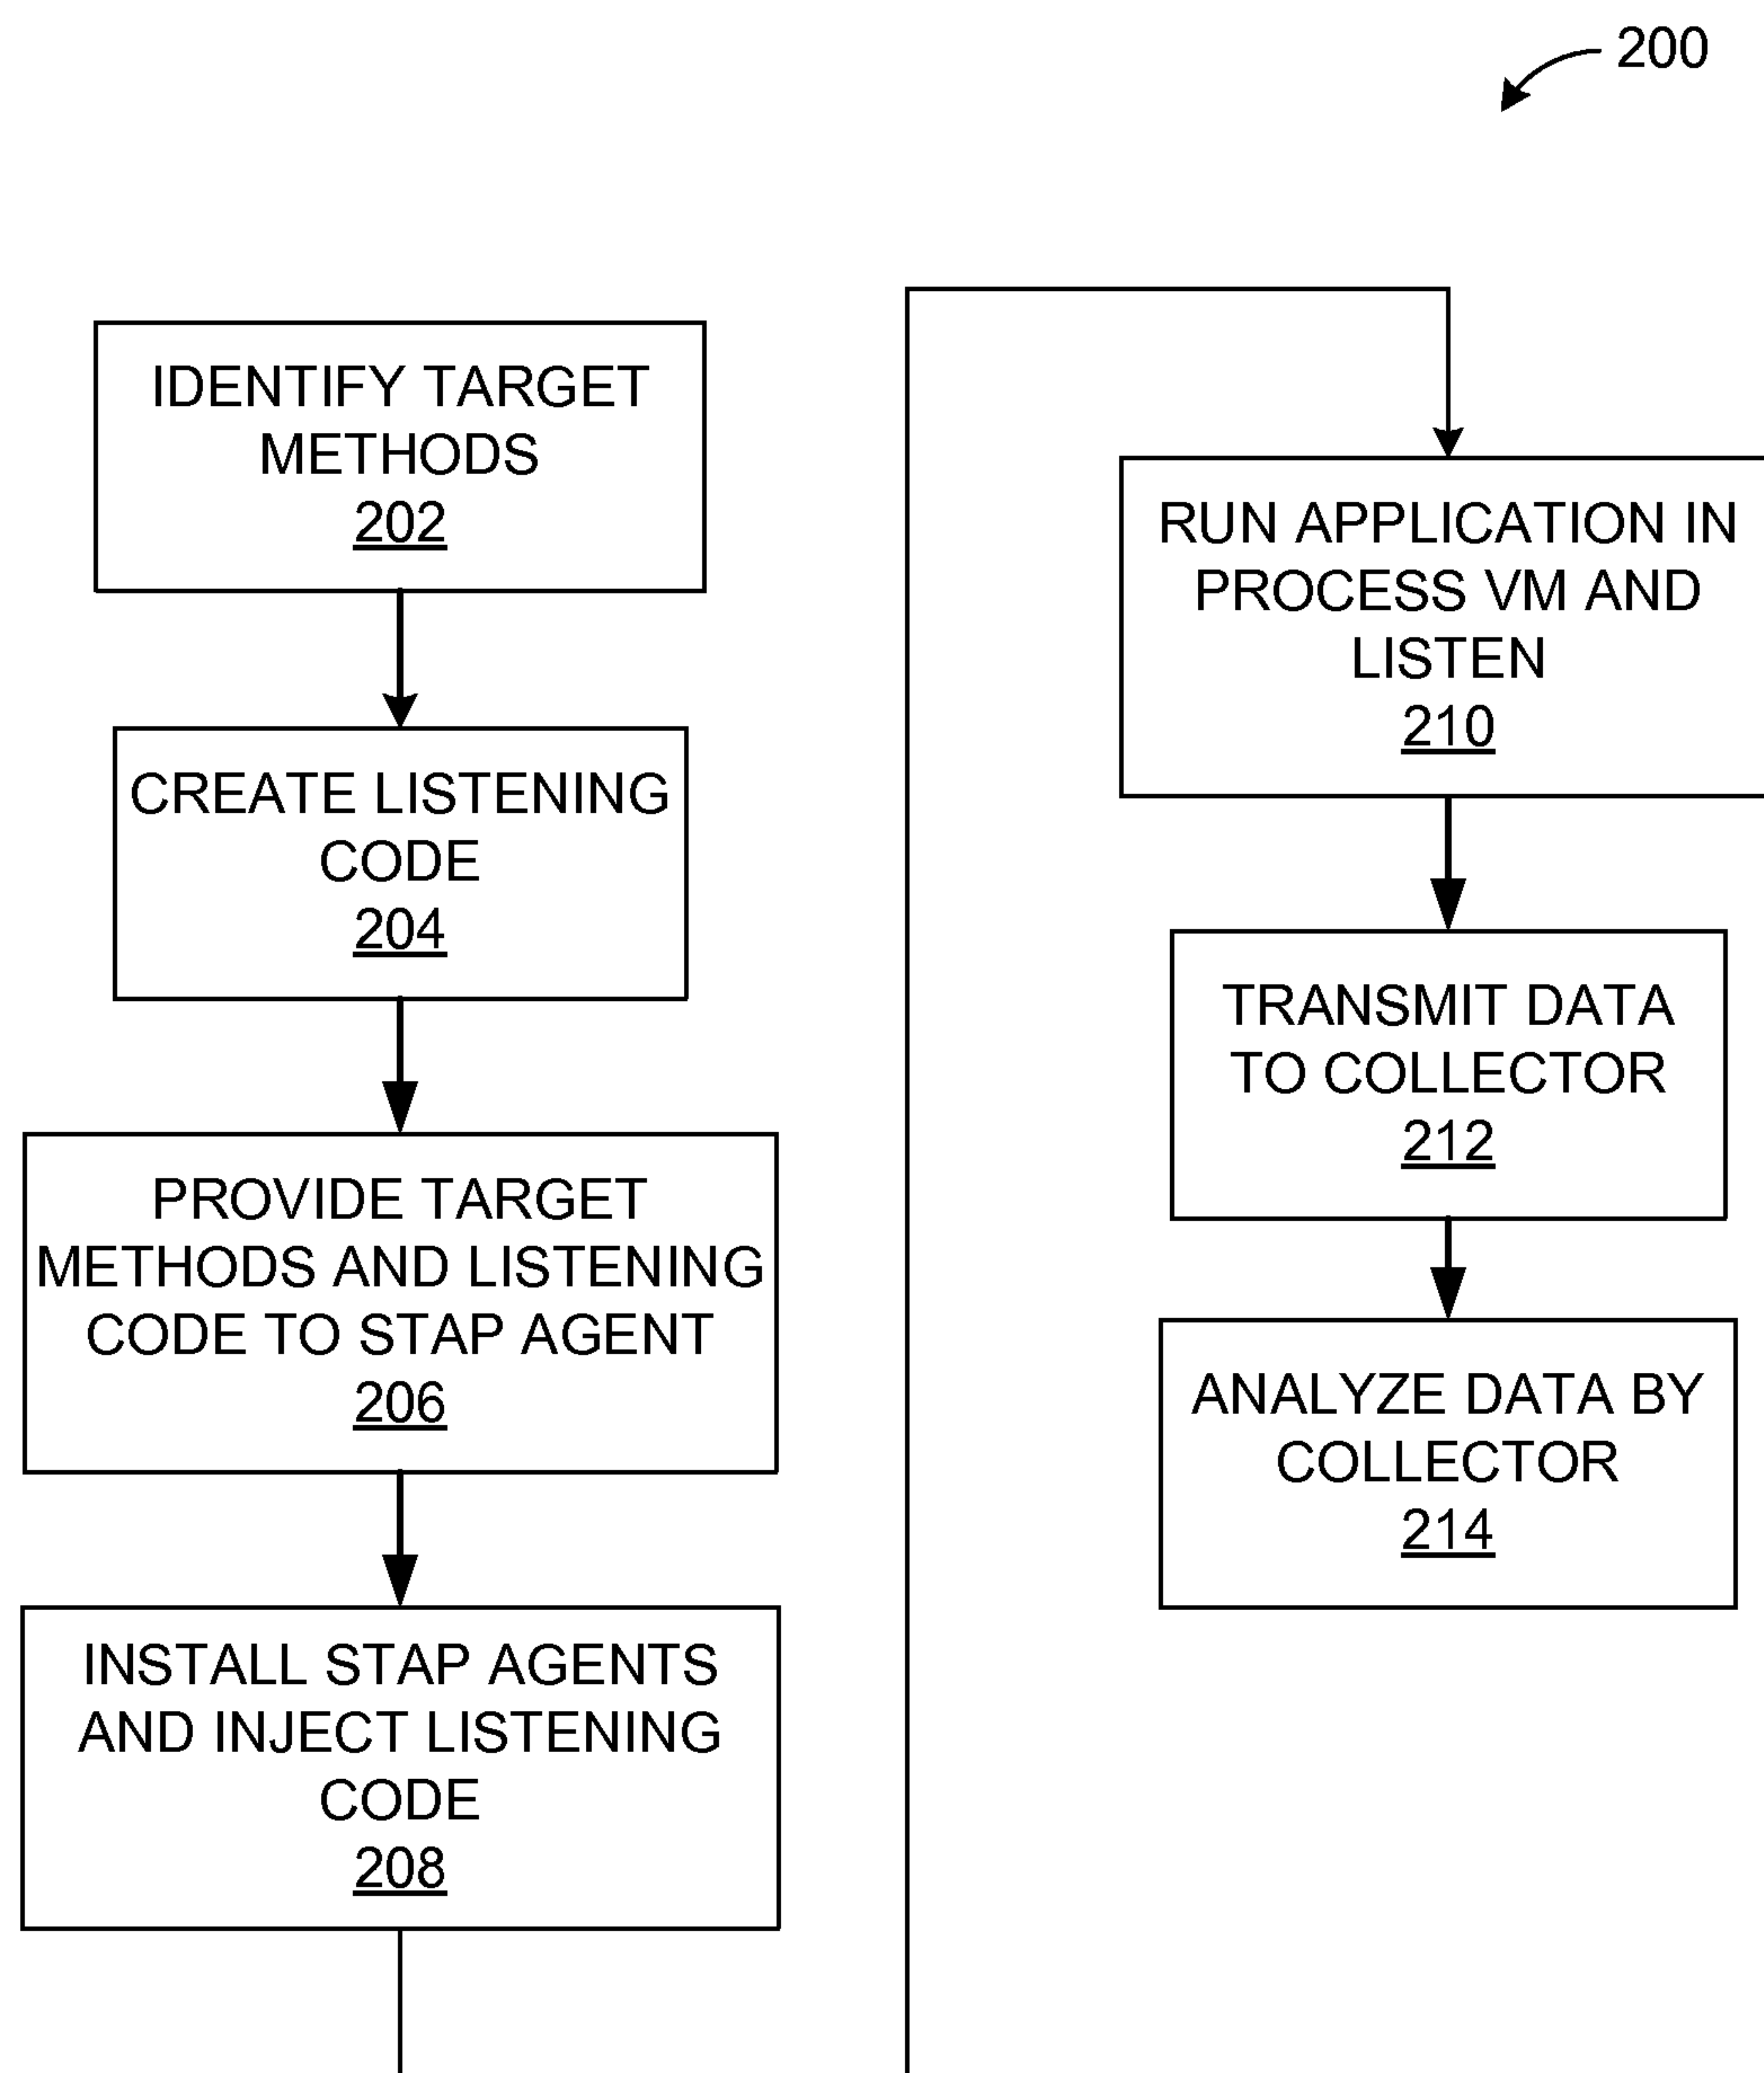 200
IDENTIFY TARGET
METHODS
202
CREATE LISTENING
CODE
204
PROVIDE TARGET
METHODS AND LISTENING
CODE TO STAP AGENT
206
INSTALL STAP AGENTS
AND INJECT LISTENING
CODE
208
RUN APPLICATION IN
PROCESS VM AND
LISTEN
210
TRANSMIT DATA
TO COLLECTOR
212
ANALYZE DATA BY
COLLECTOR
214